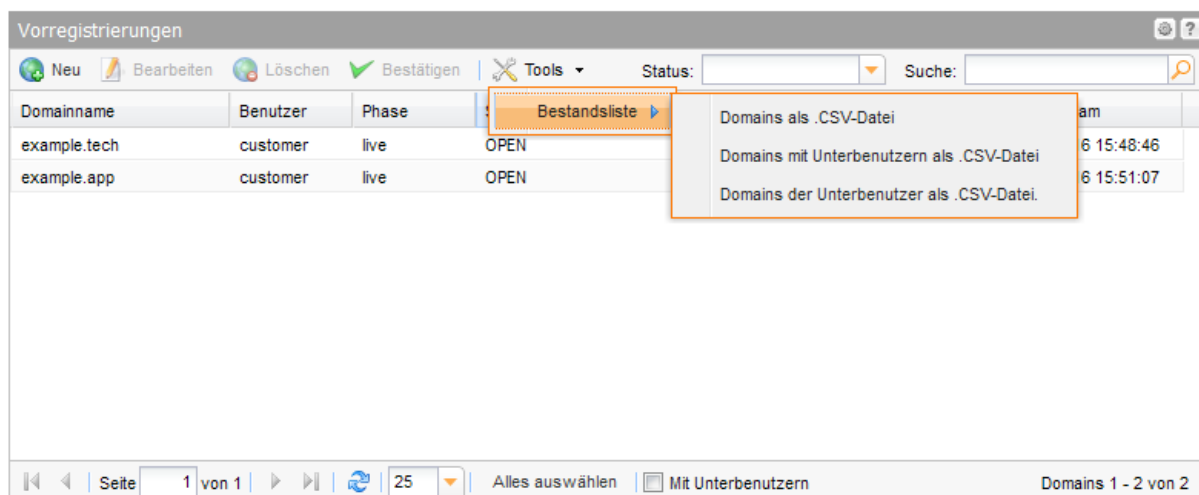 Vorregistrierungen
Neu Bearbeiten Löschen Bestätigen Tools Status: Suche:
Domainname Benutzer Phase S Bestandsliste am
Domains als .CSV-Datei
example.tech customer live OPEN 6 15:48:46
Domains mit Unterbenutzern als .CSV-Datei
example.app customer live OPEN 6 15:51:07
Domains der Unterbenutzer als .CSV-Datei.
Seite 1 von 1 25 Alles auswählen Mit Unterbenutzern Domains 1 - 2 von 2